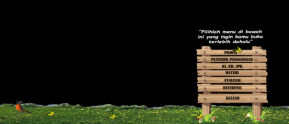 "Pilihlah menu di bawah
ini yang ingin kamu buka
terlebih dahulu"
PROFIL
PETUNJUK PENGGUNAAN
KI, KD, IPK
MATERI
EVALUASI
REFERENSI
KELUAR